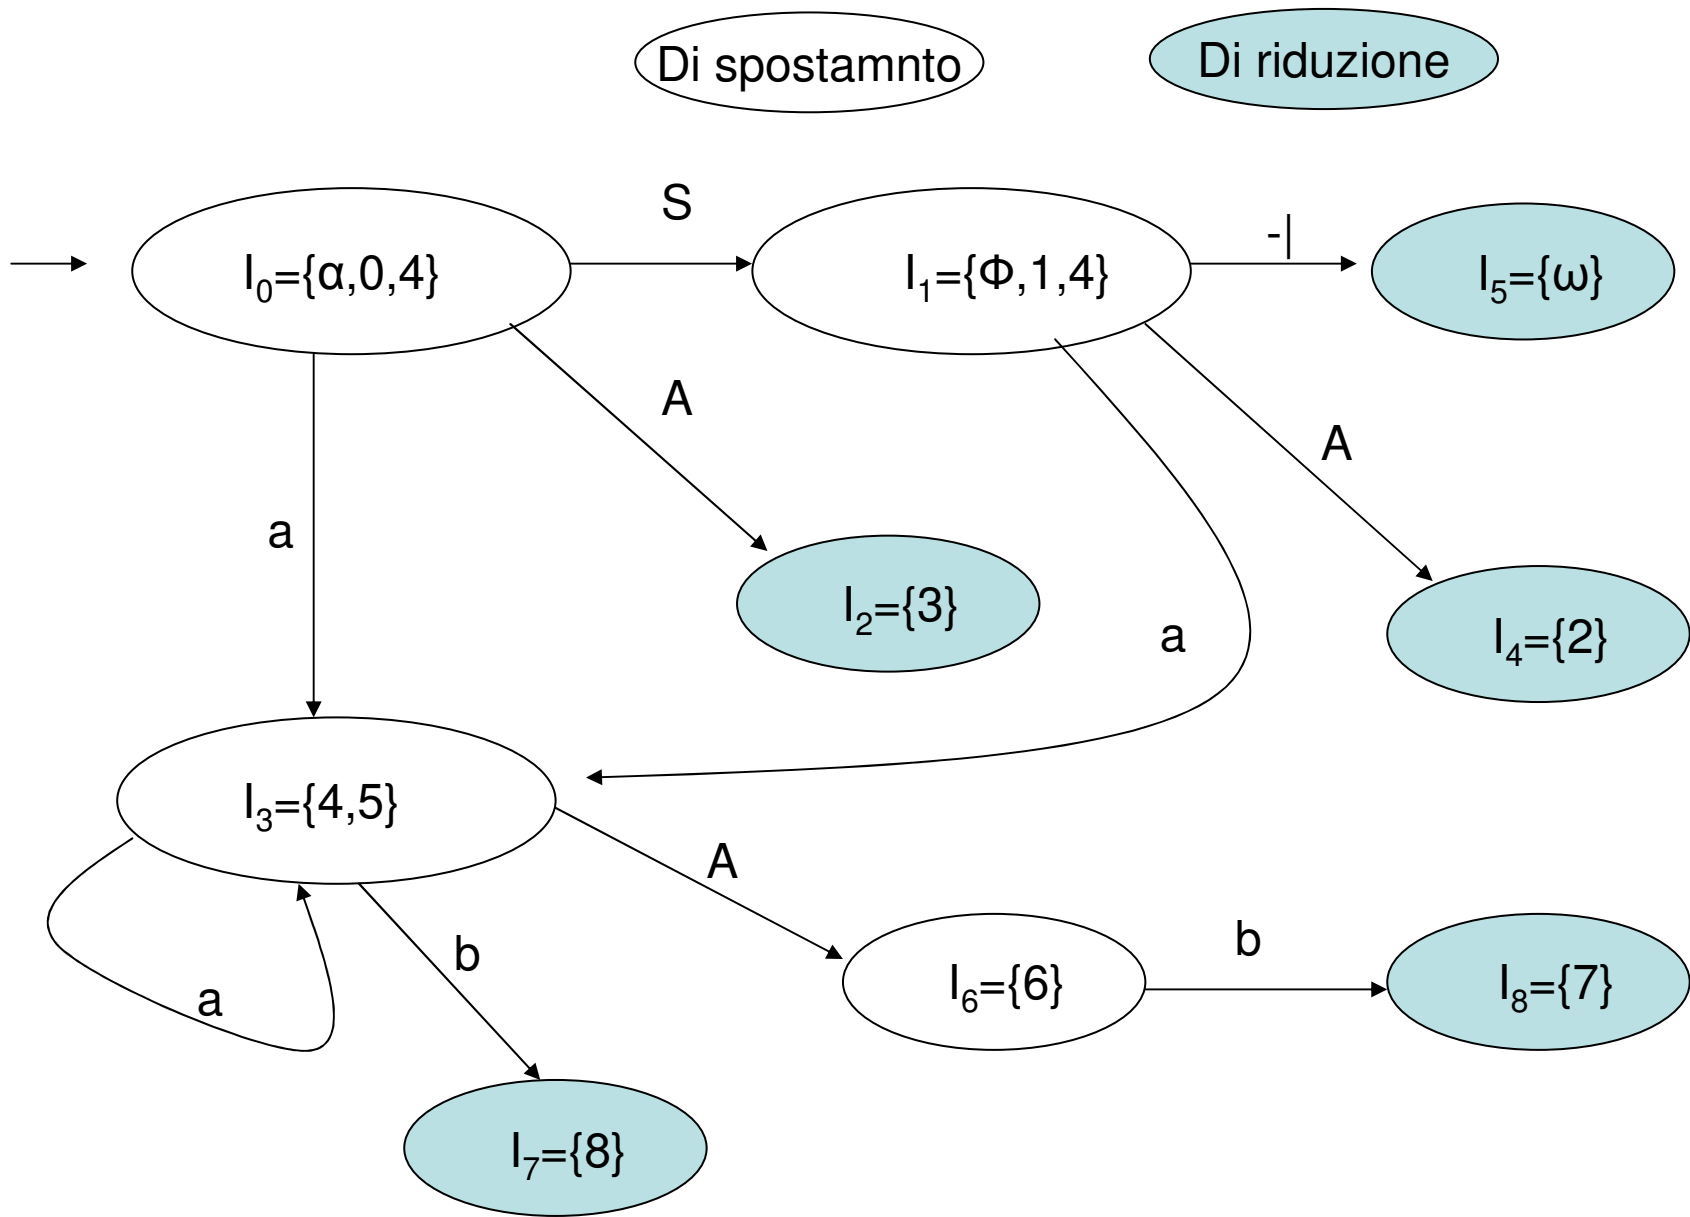 Di spostamnto
Di riduzione
S
-|
I0={α,0,4}
I1={Φ,1,4}
I5={ω}
A
A
a
I2={3}
a
I4={2}
I3={4,5}
A
b
b
a
I6={6}
I8={7}
I7={8}